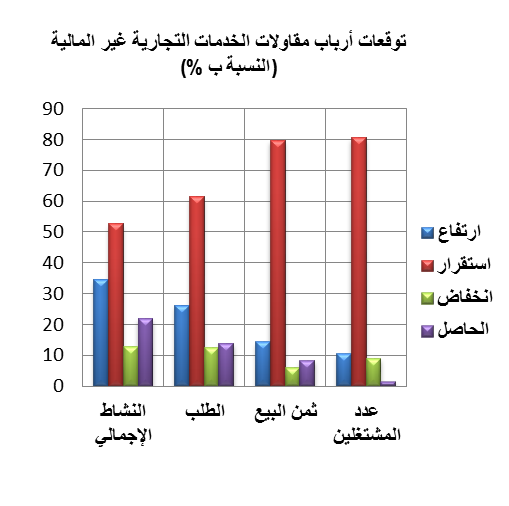 توقعات أرباب مقاولات الخدمات التجارية غير المالية
(النسبة ب %)
90
80
70
60
50
40
30
20
10
0
ارتفاع
استقرار
انخفاض
الحاصل
النشاط الإجمالي
الطلب
ثمن البيع
عدد المشتغلين